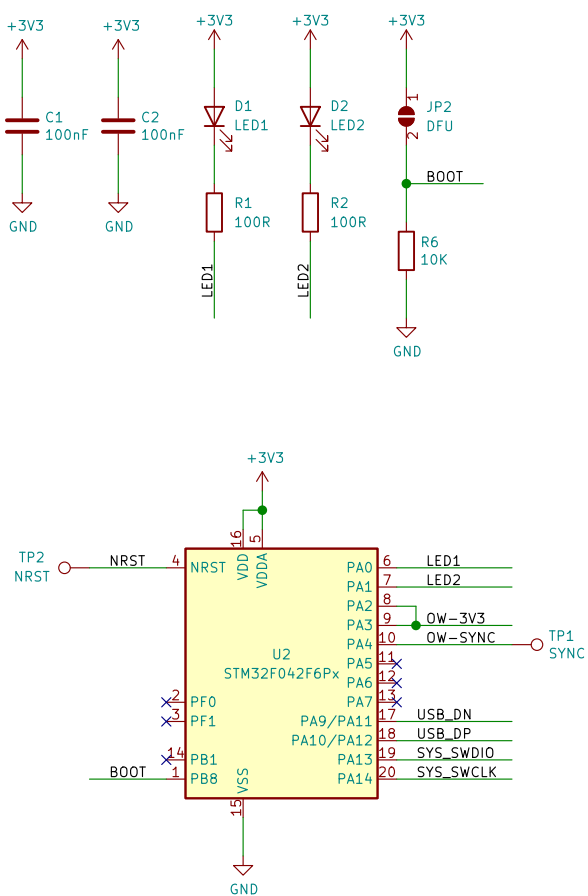 +3V3
+3V3
+3V3
+3V3
+3V3
C1
100nF
C2
100nF
D1
LED1
D2
LED2
1
JP2
DFU
2
GND
GND
R1
100R
R2
100R
BOOT
R6
10K
LED1
LED2
GND
+3V3
16
5
VDD
VDDA
TP2
NRST
NRST
4
NRST
PA0
6
LED1
PA1
7
LED2
PA2
8
PA3
9
OW-3V3
PA4
10
OW-SYNC
TP1
SYNC
U2
STM32F042F6Px
PA5
11
PA6
12
PA7
13
2
PF0
3
PF1
PA9/PA11
17
USB_DN
PA10/PA12
18
USB_DP
14
PB1
PA13
19
SYS_SWDIO
BOOT
1
PB8
PA14
20
SYS_SWCLK
VSS
15
GND